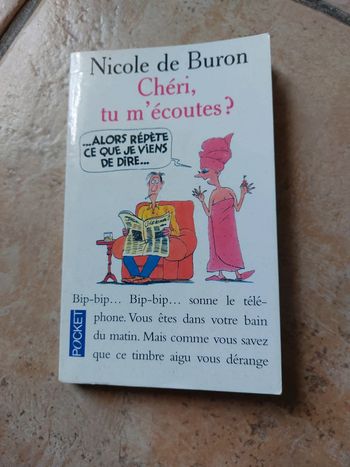 Nicole de Buron
Chéri,
tu m'écoutes?
...ALORS RÉPÈTE
CE QUE JE VIENS
DE DIRE...
Bip-bip... Bip-bip... sonne le télé-
phone. Vous êtes dans votre bain
du matin. Mais comme vous savez
que ce timbre aigu vous dérange
POCKET